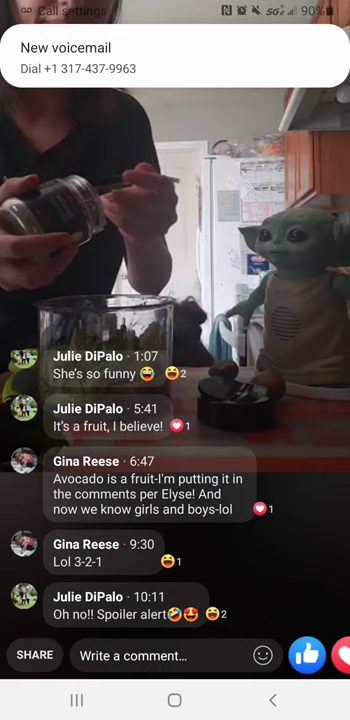 Call settings
5GE 90%
New voicemail
Dial +1 317-437-9963
Julie DiPalo · 1:07
She's so funny 😂 😆 2
Julie DiPalo · 5:41
It's a fruit, I believe! ❤️ 1
Gina Reese · 6:47
Avocado is a fruit-I'm putting it in
the comments per Elyse! And
now we know girls and boys-lol ❤️ 1
Gina Reese · 9:30
Lol 3-2-1 😆 1
Julie DiPalo · 10:11
Oh no!! Spoiler alert🤣😍 😆 2
SHARE
Write a comment...